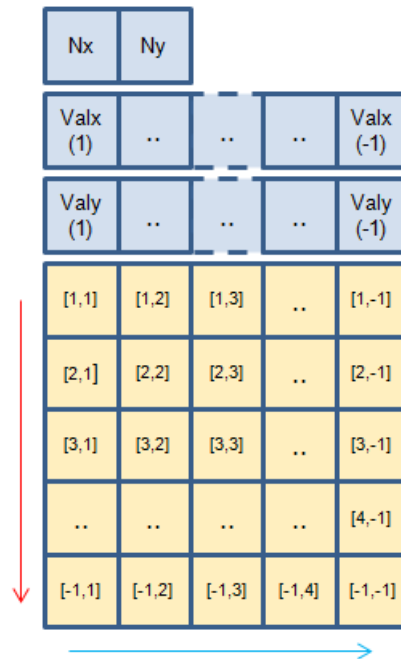 Nx Ny
Valx (1) .. .. .. Valx (-1)
Valy (1) .. .. .. Valy (-1)
[1,1] [1,2] [1,3] .. [1,-1]
[2,1] [2,2] [2,3] .. [2,-1]
[3,1] [3,2] [3,3] .. [3,-1]
.. .. .. .. [4,-1]
[-1,1] [-1,2] [-1,3] [-1,4] [-1,-1]